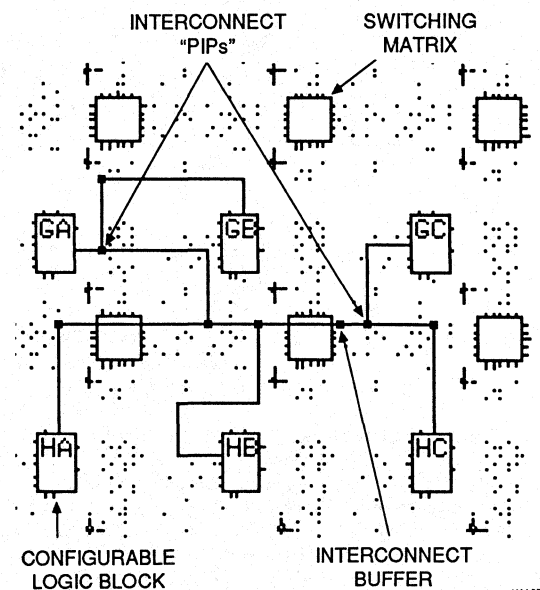 INTERCONNECT
“PIPs”
SWITCHING
MATRIX
GA
GB
GC
HA
HB
HC
CONFIGURABLE
LOGIC BLOCK
INTERCONNECT
BUFFER